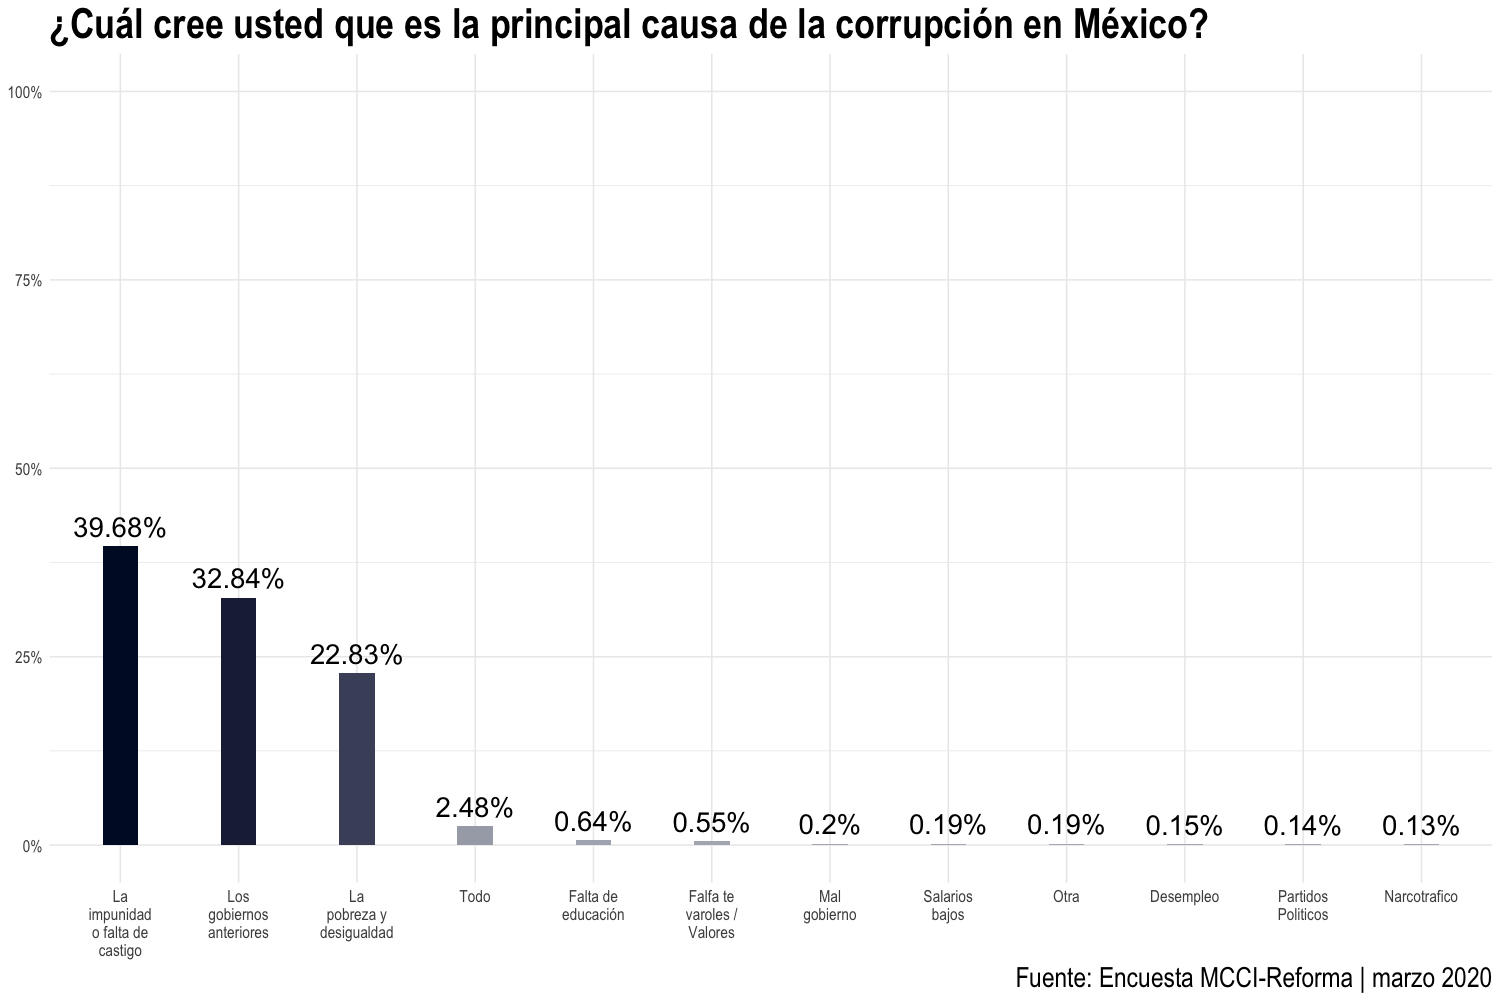 ¿Cuál cree usted que es la principal causa de la corrupción en México?
100%
75%
50%
25%
0%
39.68%
32.84%
22.83%
2.48%
0.64%
0.55%
0.2%
0.19%
0.19%
0.15%
0.14%
0.13%
La
impunidad
o falta de
castigo
Los
gobiernos
anteriores
La
pobreza y
desigualdad
Todo
Falta de
educación
Falfa te
varoles /
Valores
Mal
gobierno
Salarios
bajos
Otra
Desempleo
Partidos
Politicos
Narcotrafico
Fuente: Encuesta MCCI-Reforma | marzo 2020